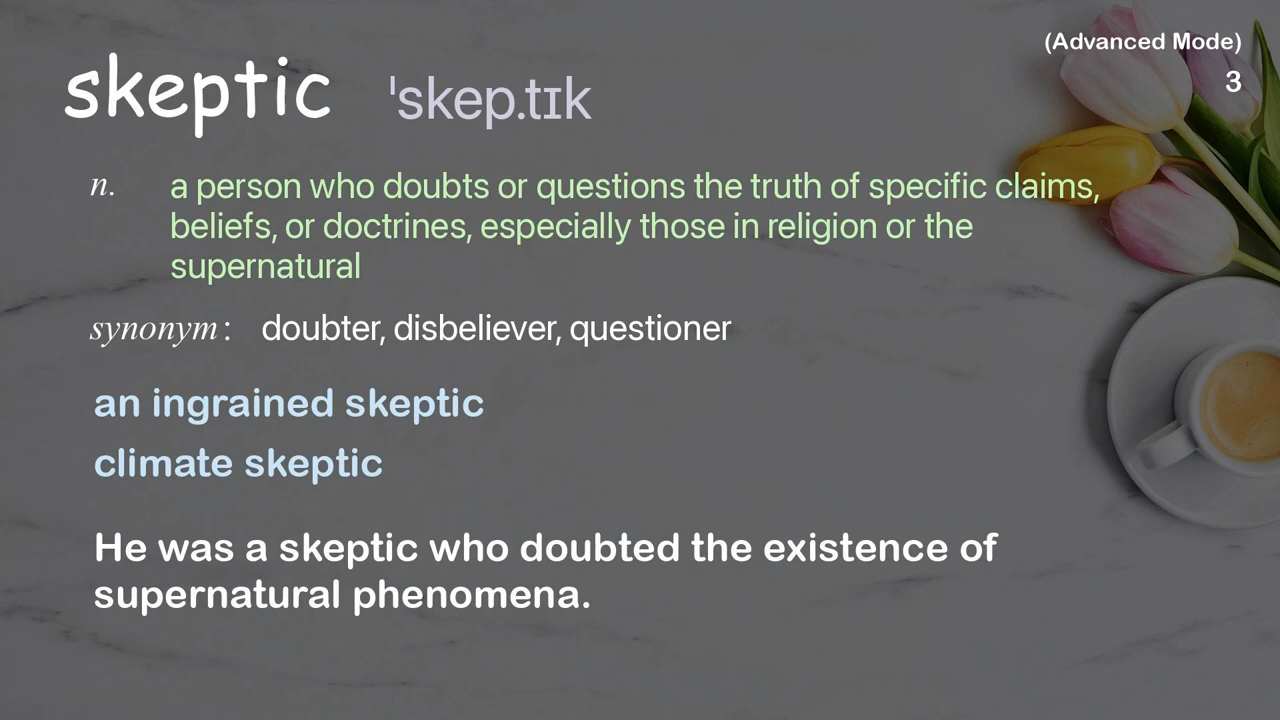 (Advanced Mode)
3
skeptic ˈskep.tɪk
n. a person who doubts or questions the truth of specific claims,
beliefs, or doctrines, especially those in religion or the
supernatural
synonym: doubter, disbeliever, questioner
an ingrained skeptic
climate skeptic
He was a skeptic who doubted the existence of
supernatural phenomena.